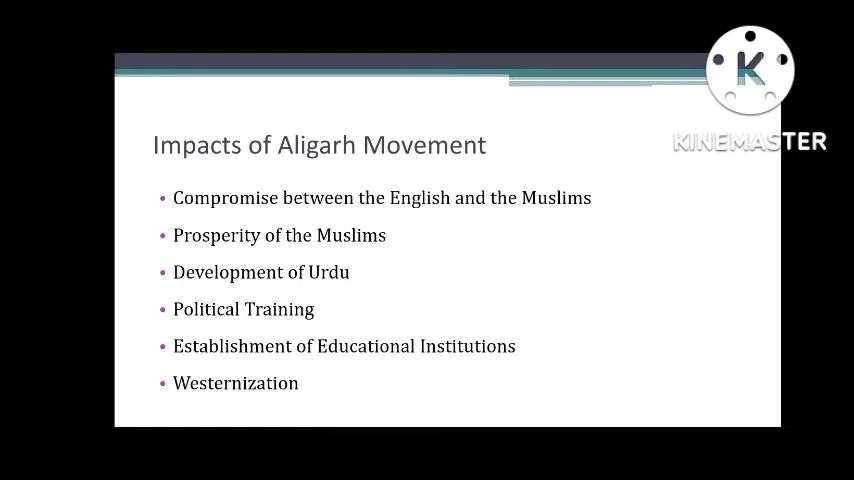 KINEMASTER
Impacts of Aligarh Movement
• Compromise between the English and the Muslims
• Prosperity of the Muslims
• Development of Urdu
• Political Training
• Establishment of Educational Institutions
• Westernization